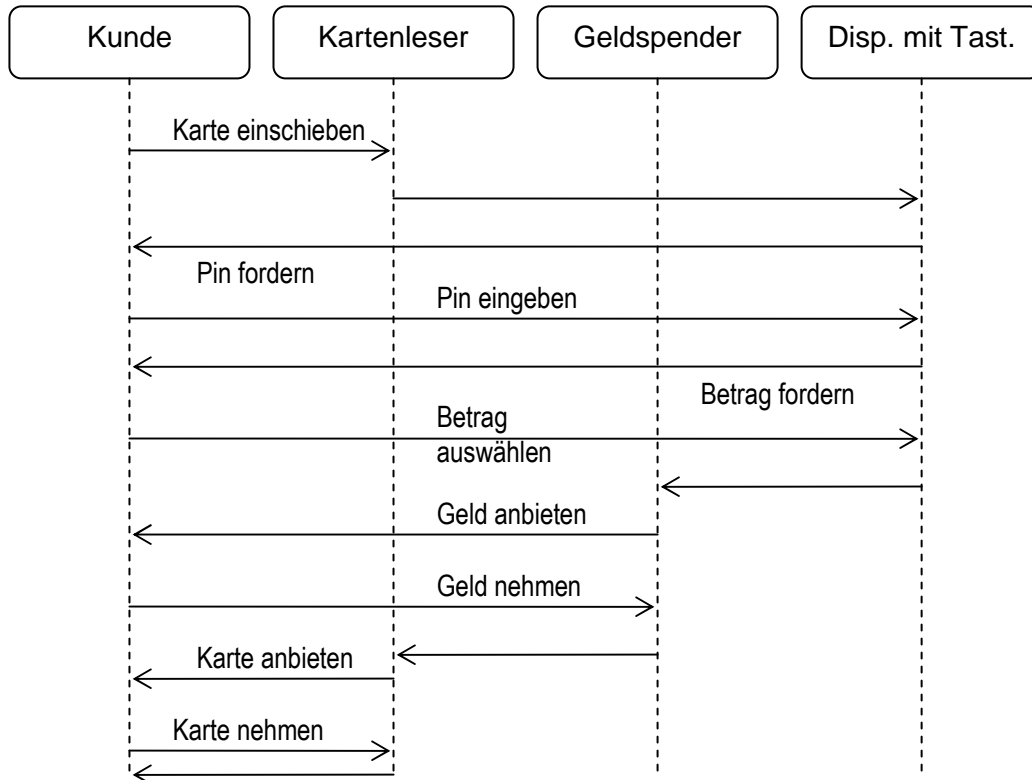 Kunde
Kartenleser
Geldspender
Disp. mit Tast.
Karte einschieben
Pin fordern
Pin eingeben
Betrag fordern
Betrag
auswählen
Geld anbieten
Geld nehmen
Karte anbieten
Karte nehmen